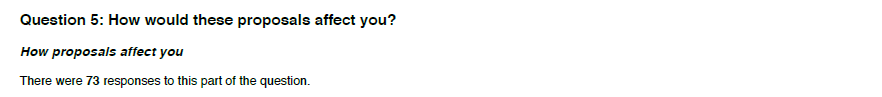 Question 5: How would these proposals affect you?
How proposals affect you
There were 73 responses to this part of the question.